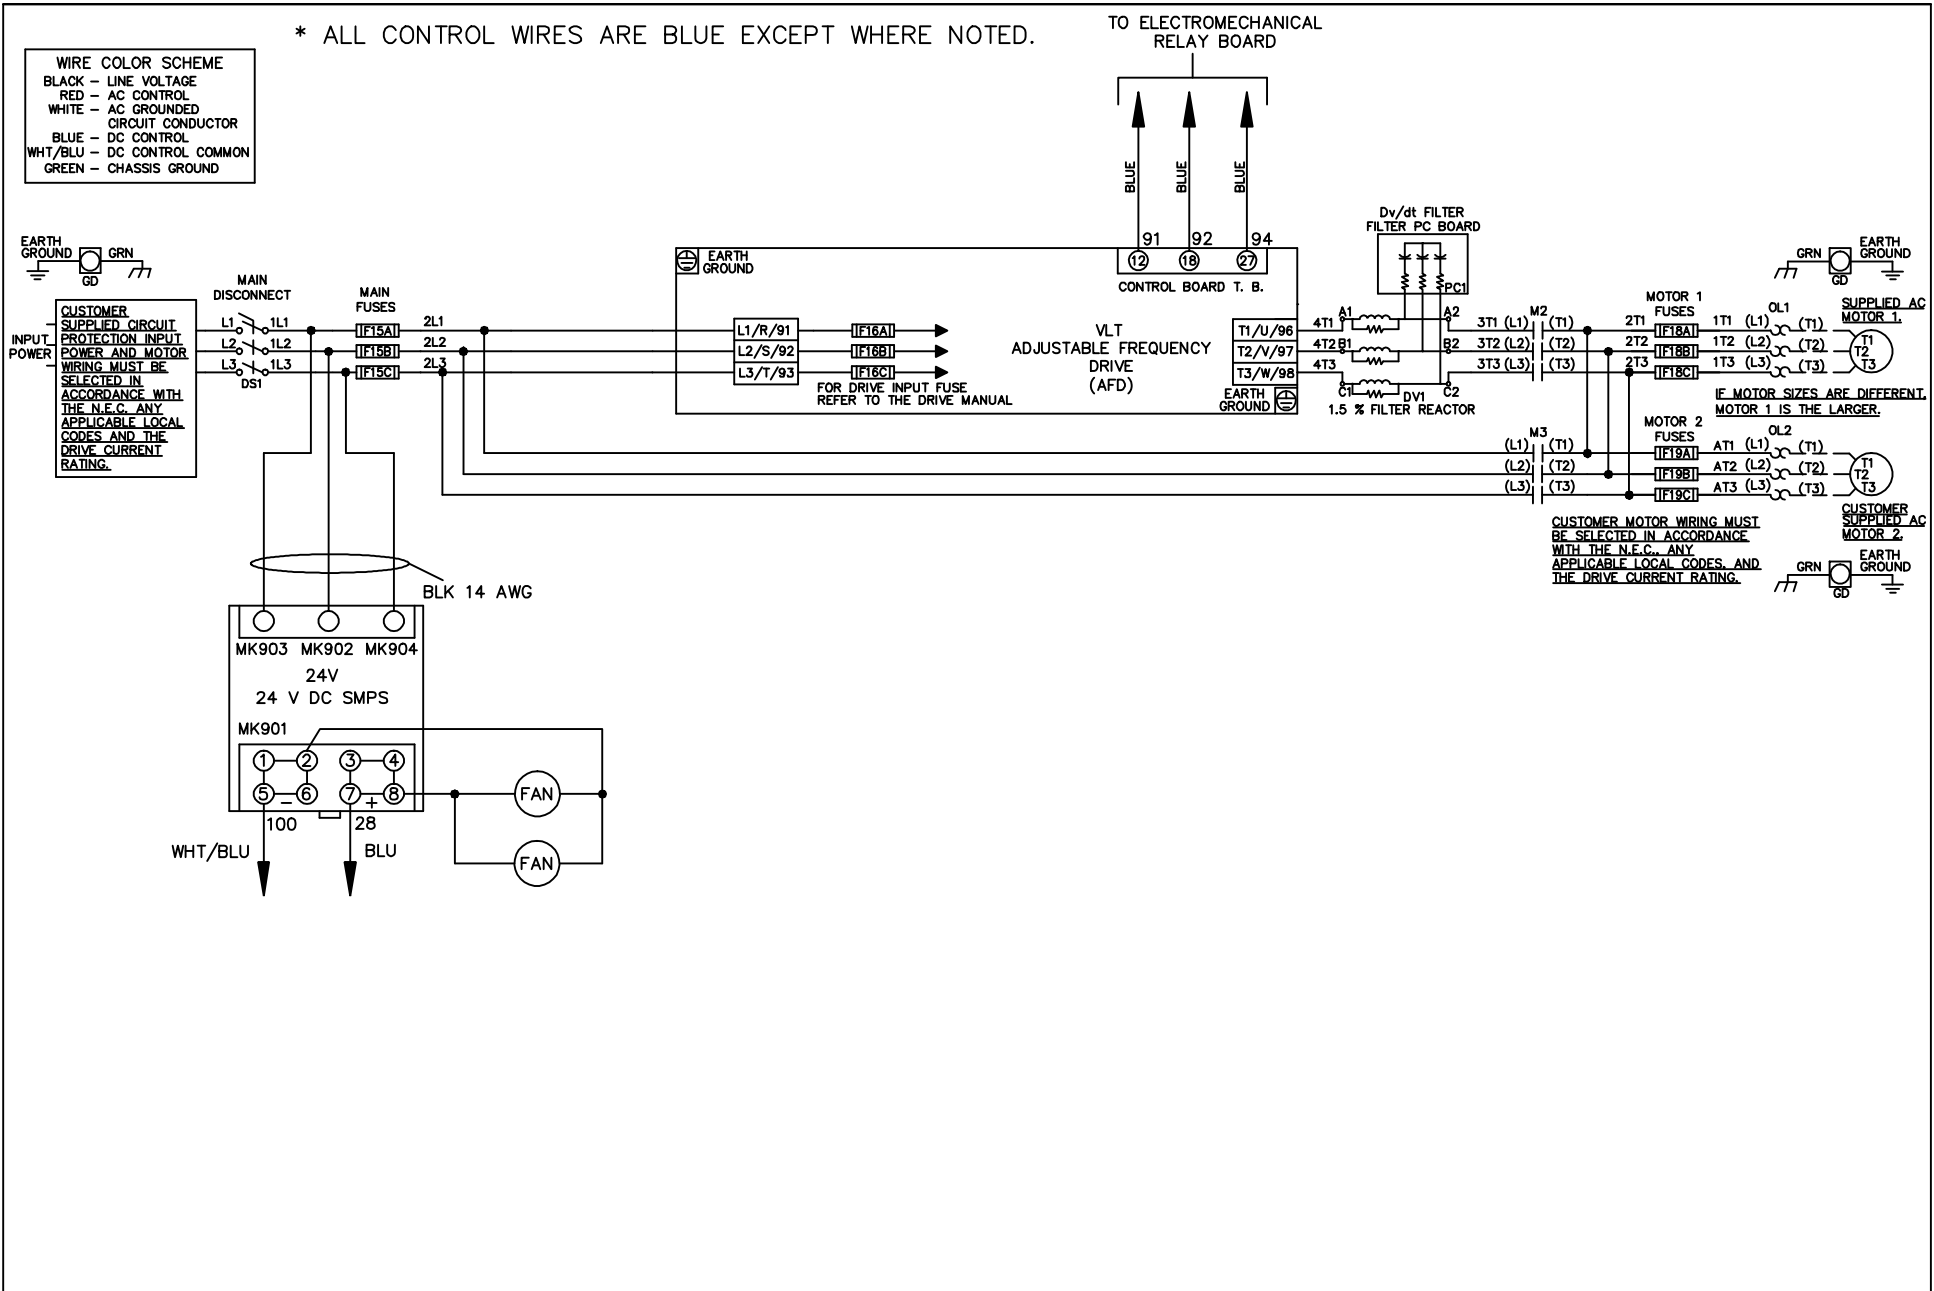 * ALL CONTROL WIRES ARE BLUE EXCEPT WHERE NOTED.
TO ELECTROMECHANICAL
RELAY BOARD
WIRE COLOR SCHEME
BLACK – LINE VOLTAGE
RED – AC CONTROL
WHITE – AC GROUNDED
CIRCUIT CONDUCTOR
BLUE – DC CONTROL
WHT/BLU – DC CONTROL COMMON
GREEN – CHASSIS GROUND
BLUE
BLUE
BLUE
91 92 94
12 18 27
CONTROL BOARD T. B.
EARTH
GROUND
GRN
GD
INPUT
POWER
CUSTOMER
SUPPLIED CIRCUIT
PROTECTION INPUT
POWER AND MOTOR
WIRING MUST BE
SELECTED IN
ACCORDANCE WITH
THE N.E.C. ANY
APPLICABLE LOCAL
CODES AND THE
DRIVE CURRENT
RATING.
MAIN
DISCONNECT
L1 1L1
L2 1L2
L3 1L3
DS1
MAIN
FUSES
F15A
F15B
F15C
2L1
2L2
2L3
EARTH
GROUND
L1/R/91
L2/S/92
L3/T/93
F16A
F16B
F16C
FOR DRIVE INPUT FUSE
REFER TO THE DRIVE MANUAL
VLT
ADJUSTABLE FREQUENCY
DRIVE
(AFD)
T1/U/96
T2/V/97
T3/W/98
EARTH
GROUND
4T1
4T2
4T3
Dv/dt FILTER
FILTER PC BOARD
PC1
A1 A2
B1 B2
C1 C2
DV1
1.5 % FILTER REACTOR
M2
3T1 (L1) (T1)
3T2 (L2) (T2)
3T3 (L3) (T3)
MOTOR 1
FUSES
2T1 F18A 1T1 (L1)
2T2 F18B 1T2 (L2)
2T3 F18C 1T3 (L3)
OL1
(T1)
(T2)
(T3)
T1
T2
T3
GRN
GD
EARTH
GROUND
SUPPLIED AC
MOTOR 1.
IF MOTOR SIZES ARE DIFFERENT,
MOTOR 1 IS THE LARGER.
M3
(L1) (T1)
(L2) (T2)
(L3) (T3)
MOTOR 2
FUSES
F19A AT1 (L1)
F19B AT2 (L2)
F19C AT3 (L3)
OL2
(T1)
(T2)
(T3)
T1
T2
T3
CUSTOMER
SUPPLIED AC
MOTOR 2.
CUSTOMER MOTOR WIRING MUST
BE SELECTED IN ACCORDANCE
WITH THE N.E.C., ANY
APPLICABLE LOCAL CODES, AND
THE DRIVE CURRENT RATING.
GRN
GD
EARTH
GROUND
BLK 14 AWG
MK903 MK902 MK904
24V
24 V DC SMPS
MK901
1 2 3 4
5 – 6 7 + 8
100 28
WHT/BLU BLU
FAN
FAN